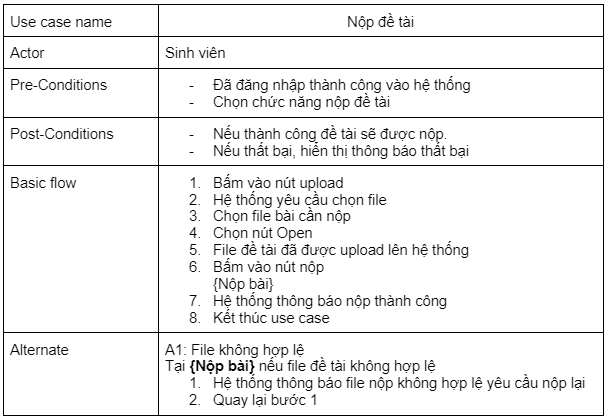 Use case name Nộp đề tài
Actor Sinh viên
Pre-Conditions - Đã đăng nhập thành công vào hệ thống
- Chọn chức năng nộp đề tài
Post-Conditions - Nếu thành công đề tài sẽ được nộp.
- Nếu thất bại, hiển thị thông báo thất bại
Basic flow 1. Bấm vào nút upload
2. Hệ thống yêu cầu chọn file
3. Chọn file bài cần nộp
4. Chọn nút Open
5. File đề tài đã được upload lên hệ thống
6. Bấm vào nút nộp
{Nộp bài}
7. Hệ thống thông báo nộp thành công
8. Kết thúc use case
Alternate A1: File không hợp lệ
Tại {Nộp bài} nếu file đề tài không hợp lệ
1. Hệ thống thông báo file nộp không hợp lệ yêu cầu nộp lại
2. Quay lại bước 1